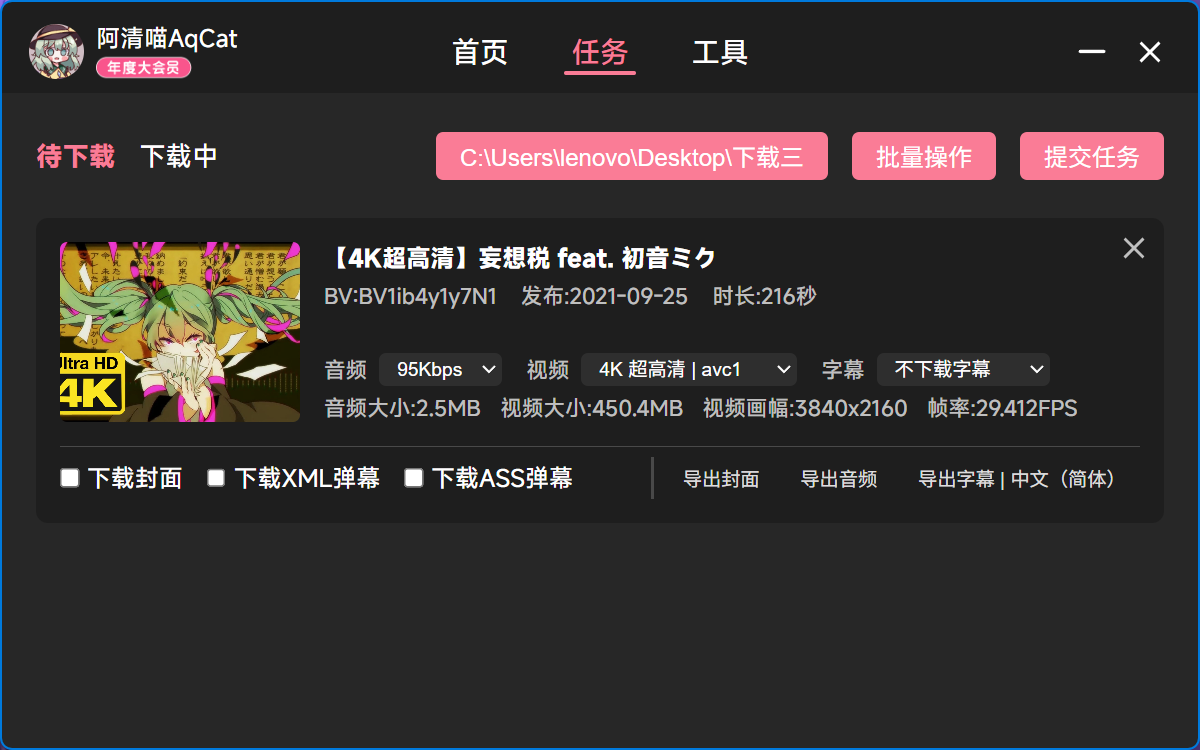 阿清喵AqCat
年度大会员
首页 任务 工具
待下载 下载中 C:\Users\lenovo\Desktop\下载三 批量操作 提交任务
【4K超高清】妄想税 feat. 初音ミク
BV:BV1ib4y1y7N1 发布:2021-09-25 时长:216秒
ltra HD
4K
音频 95Kbps 视频 4K 超高清 | avc1 字幕 不下载字幕
音频大小:2.5MB 视频大小:450.4MB 视频画幅:3840x2160 帧率:29.412FPS
下载封面 下载XML弹幕 下载ASS弹幕 导出封面 导出音频 导出字幕 | 中文（简体）